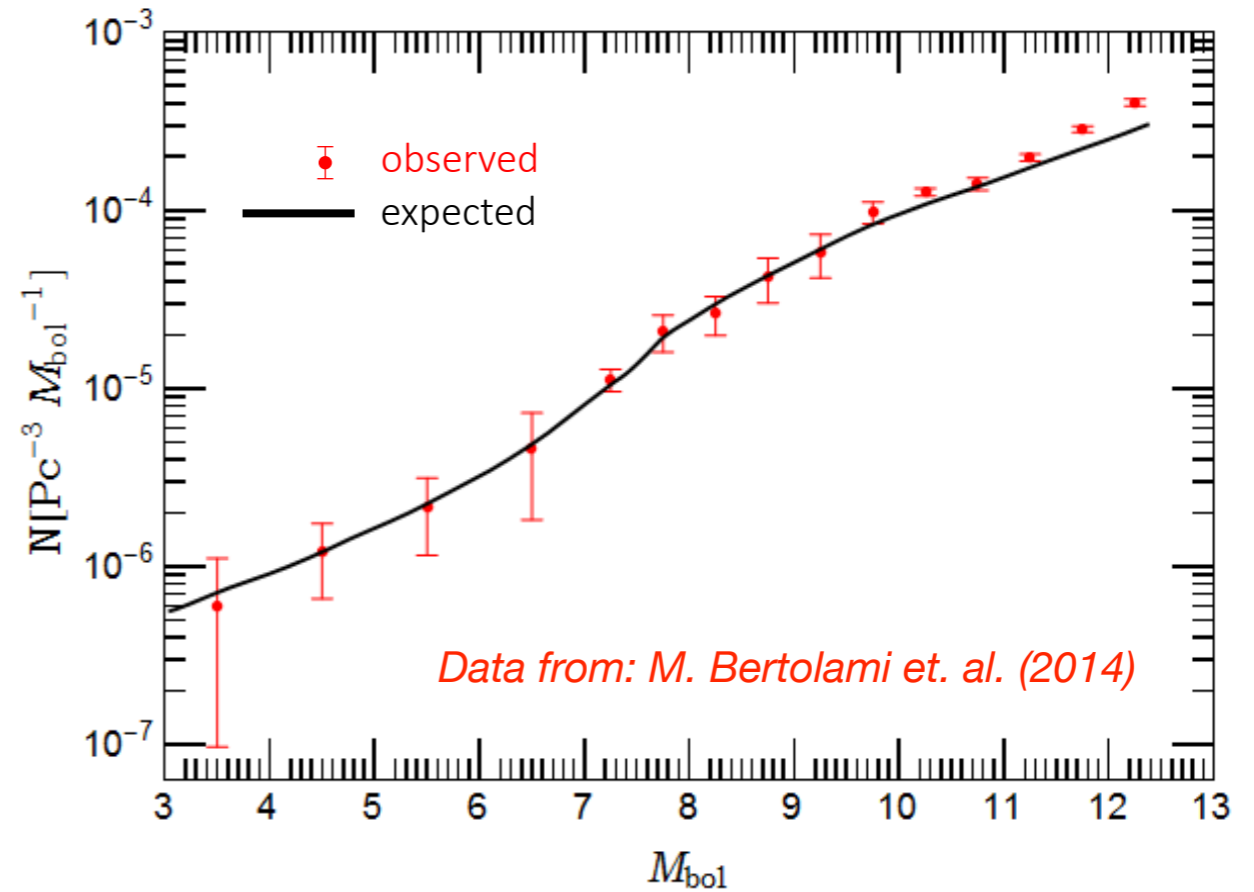 10⁻³
observed
expected
10⁻⁴
N[Pc⁻³ M_bol⁻¹]
10⁻⁵
10⁻⁶
Data from: M. Bertolami et. al. (2014)
10⁻⁷
3 4 5 6 7 8 9 10 11 12 13
M_bol